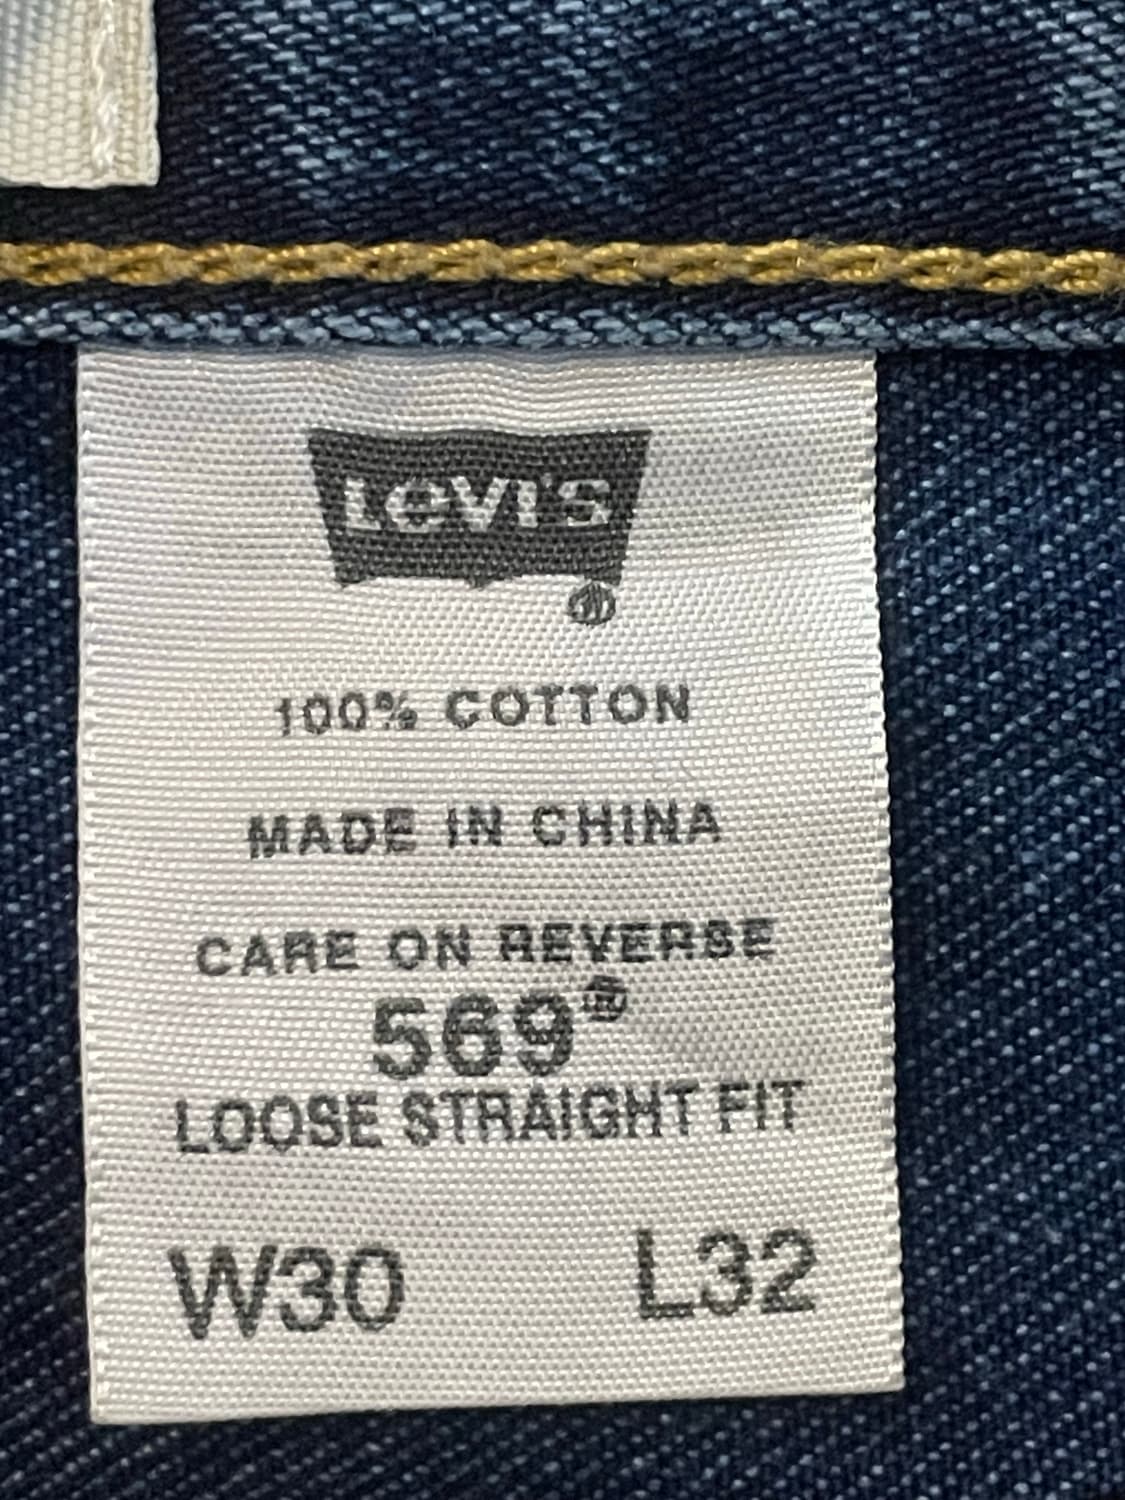 Levi's
®
100% COTTON
MADE IN CHINA
CARE ON REVERSE
569®
LOOSE STRAIGHT FIT
W30 L32